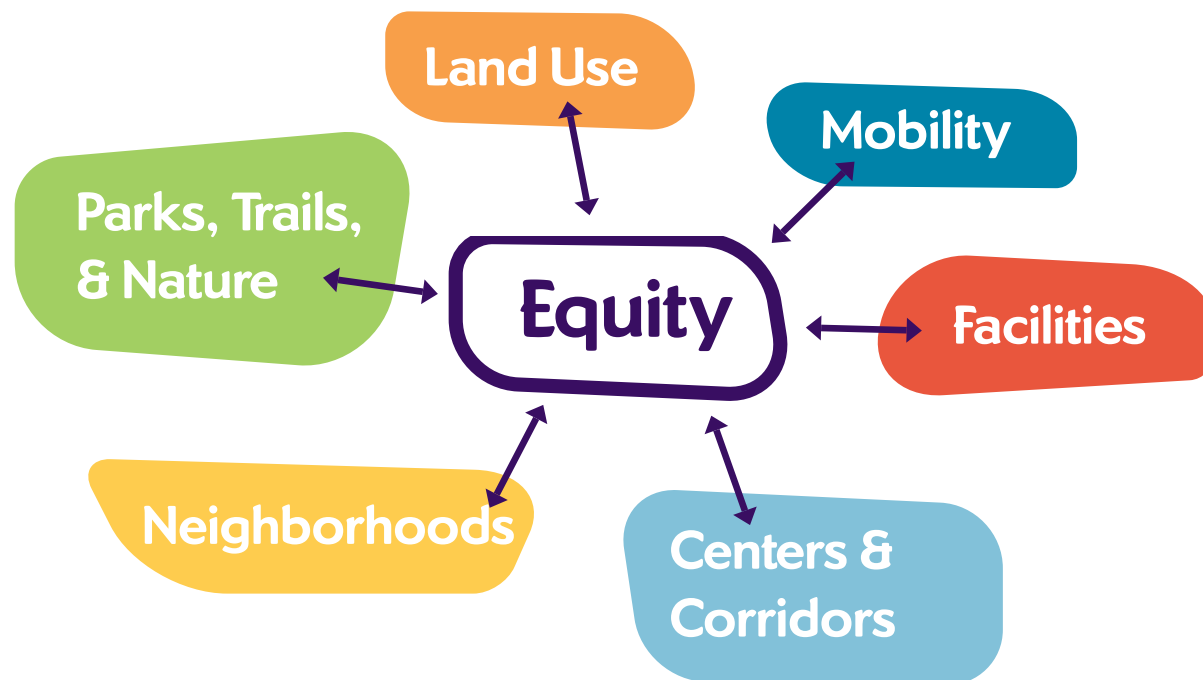 Land Use
Mobility
Parks, Trails,
& Nature
Equity
Facilities
Neighborhoods
Centers &
Corridors